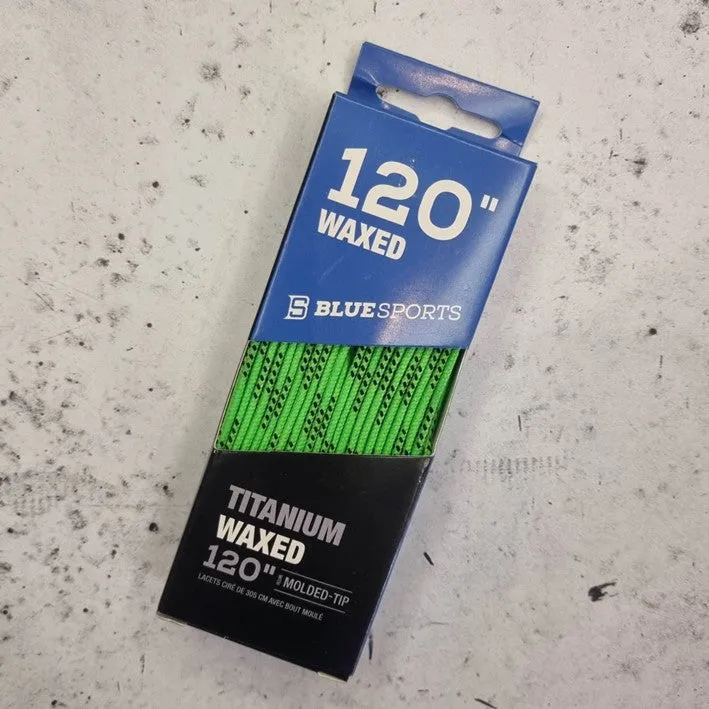 120"
WAXED
BLUESPORTS
TITANIUM
WAXED
120"
MOLDED-TIP
LACETS CIRÉ DE 305 CM AVEC BOUT MOULÉ